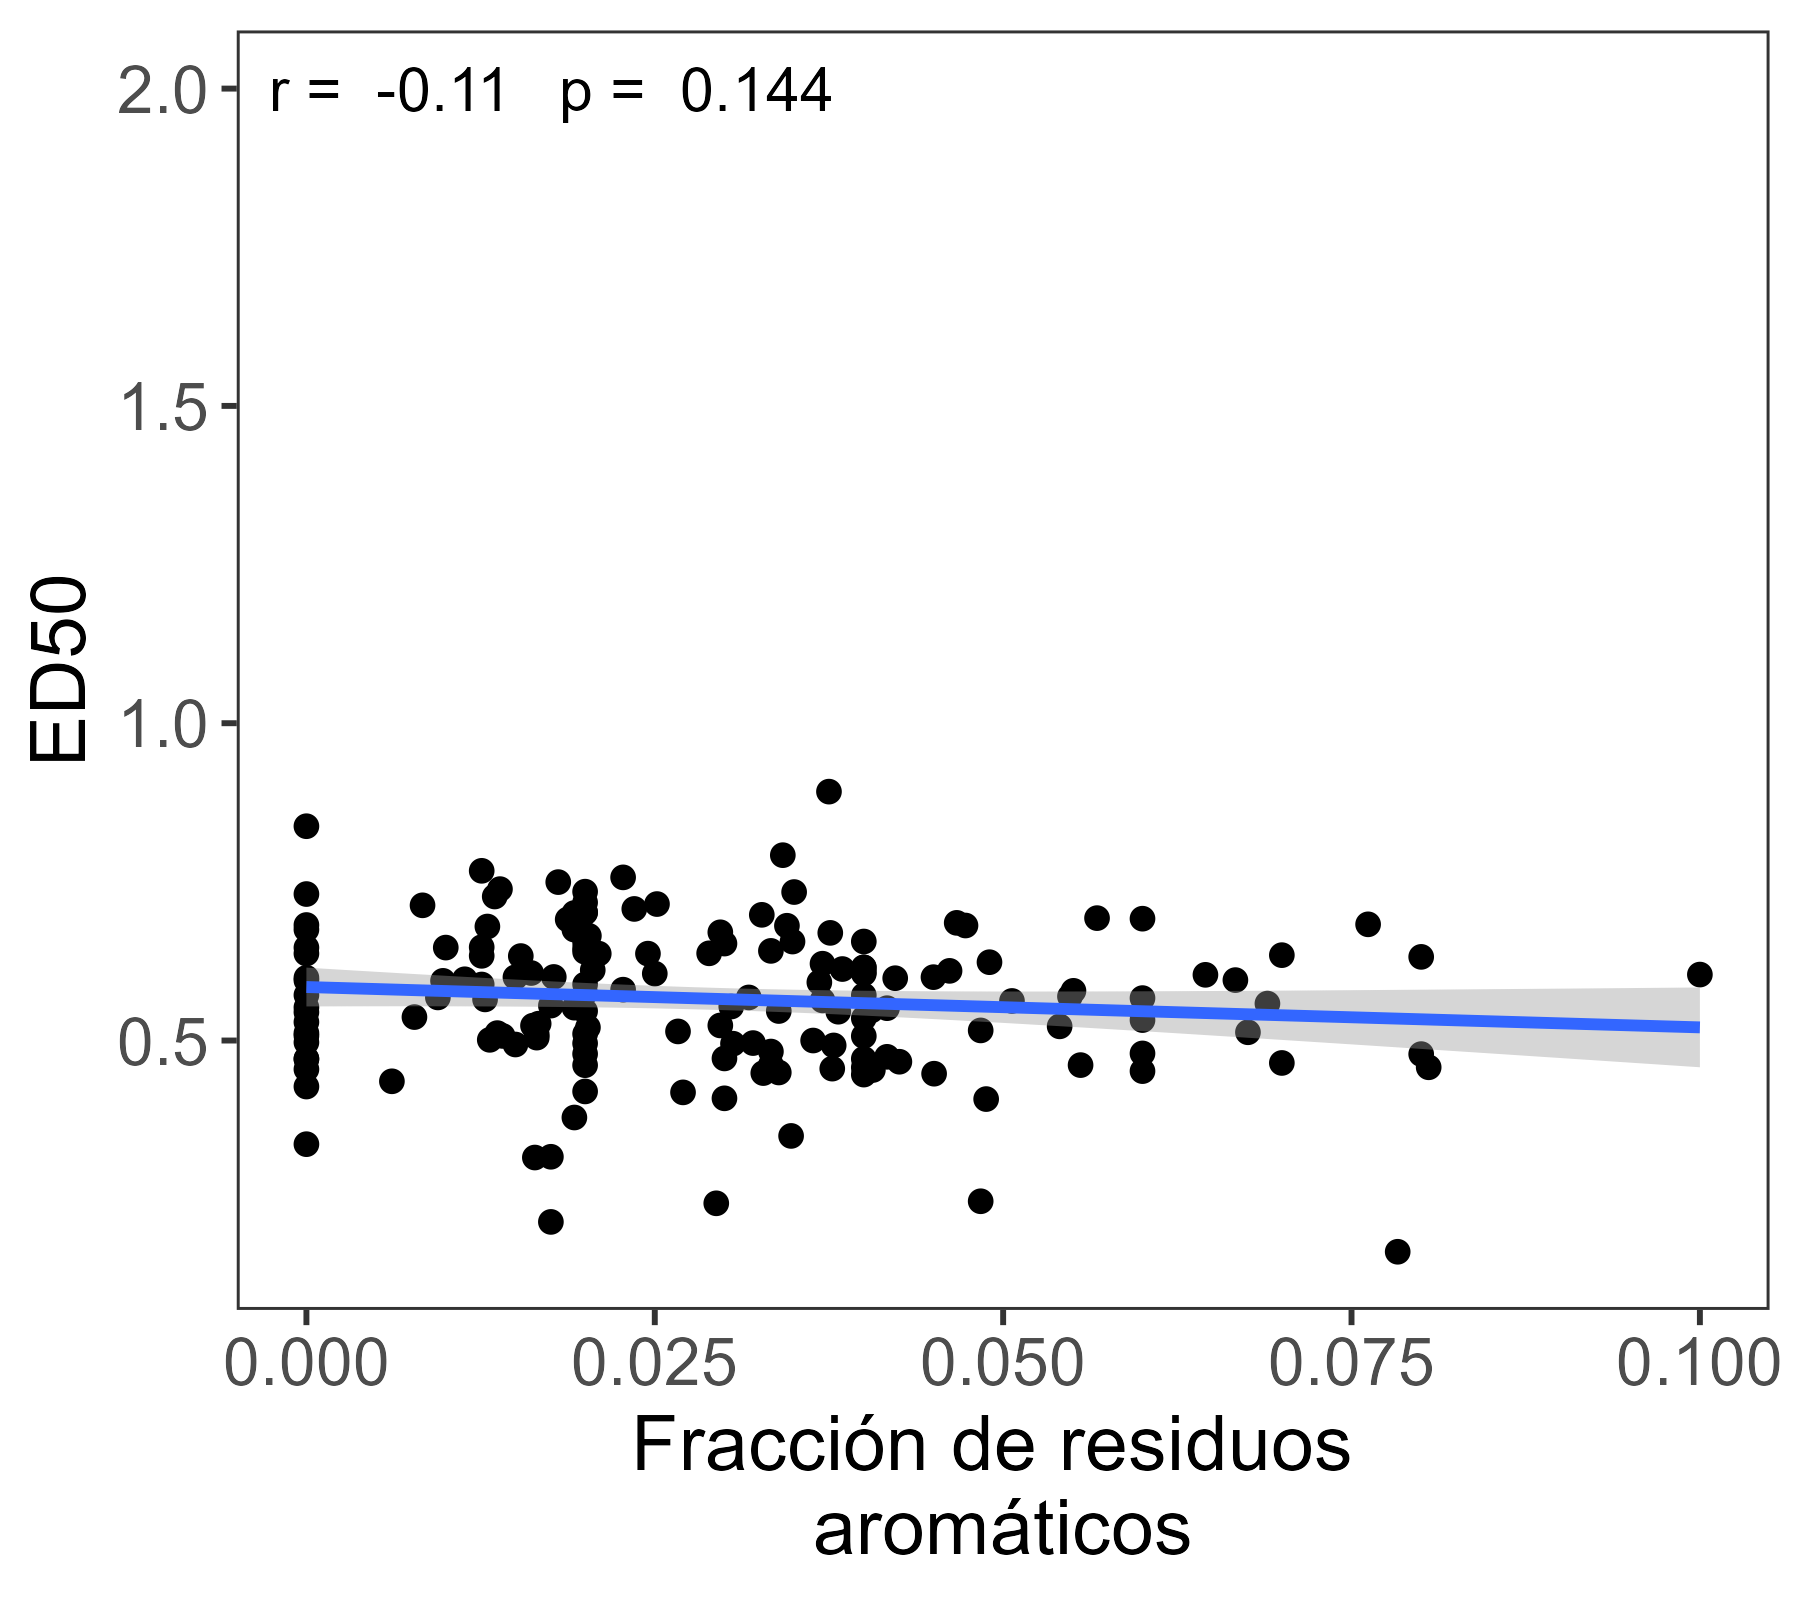 r = -0.11 p = 0.144
2.0
1.5
1.0
0.5
ED50
0.000 0.025 0.050 0.075 0.100
Fracción de residuos
aromáticos